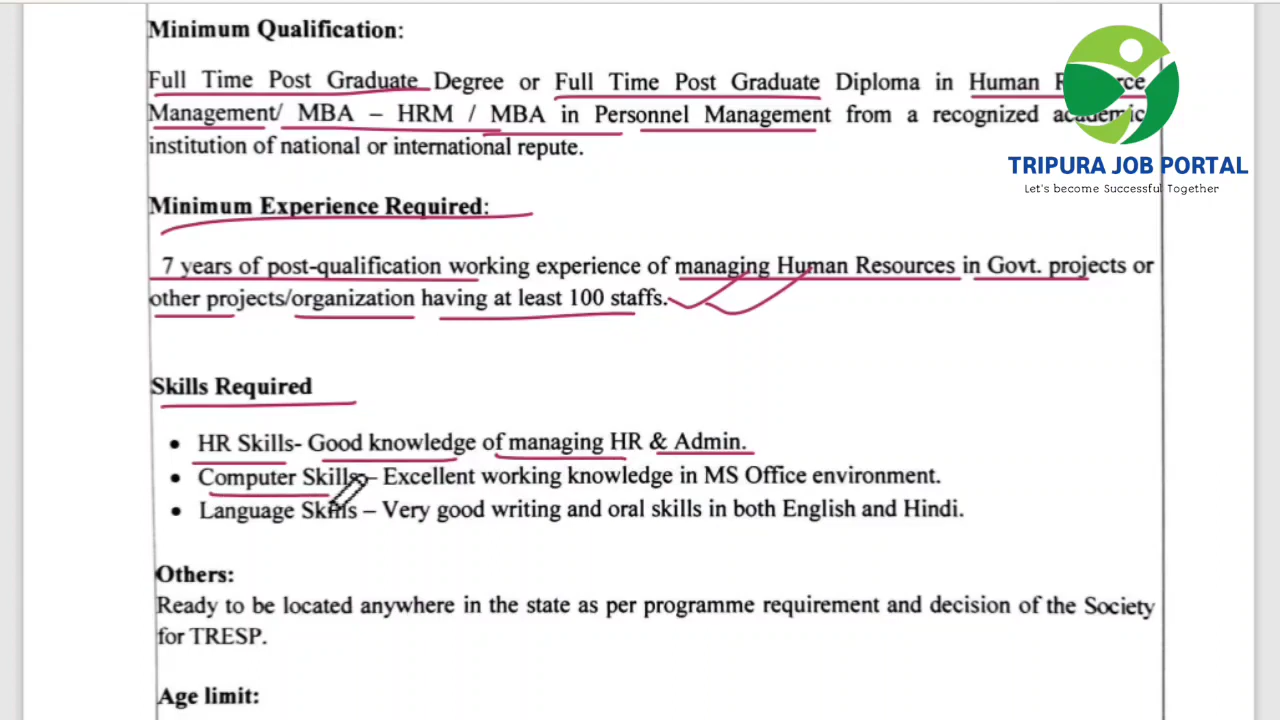 Minimum Qualification:
Full Time Post Graduate Degree or Full Time Post Graduate Diploma in Human
Management/ MBA – HRM / MBA in Personnel Management from a recognized academic
institution of national or international repute.
TRIPURA JOB PORTAL
Let's become Successful Together
Minimum Experience Required:
7 years of post-qualification working experience of managing Human Resources in Govt. projects or
other projects/organization having at least 100 staffs.
Skills Required
• HR Skills- Good knowledge of managing HR & Admin.
• Computer Skills – Excellent working knowledge in MS Office environment.
• Language Skills – Very good writing and oral skills in both English and Hindi.
Others:
Ready to be located anywhere in the state as per programme requirement and decision of the Society
for TRESP.
Age limit: